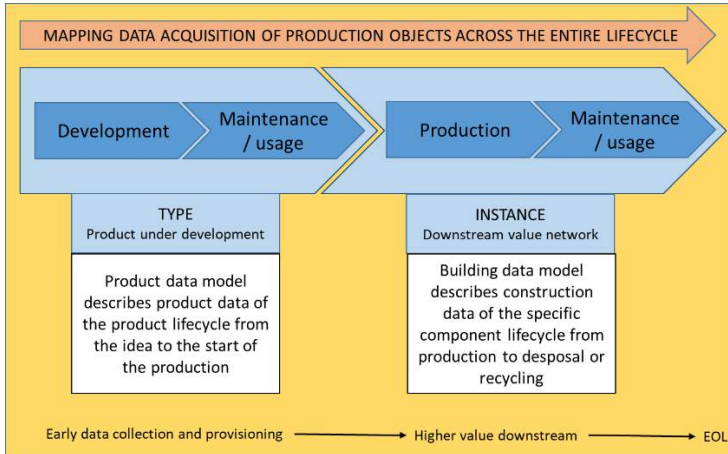 MAPPING DATA ACQUISITION OF PRODUCTION OBJECTS ACROSS THE ENTIRE LIFECYCLE
Development
Maintenance
/ usage
Production
Maintenance
/ usage
TYPE
Product under development
INSTANCE
Downstream value network
Product data model
describes product data of
the product lifecycle from
the idea to the start of
the production
Building data model
describes construction
data of the specific
component lifecycle from
production to desposal or
recycling
Early data collection and provisioning
Higher value downstream
EOL